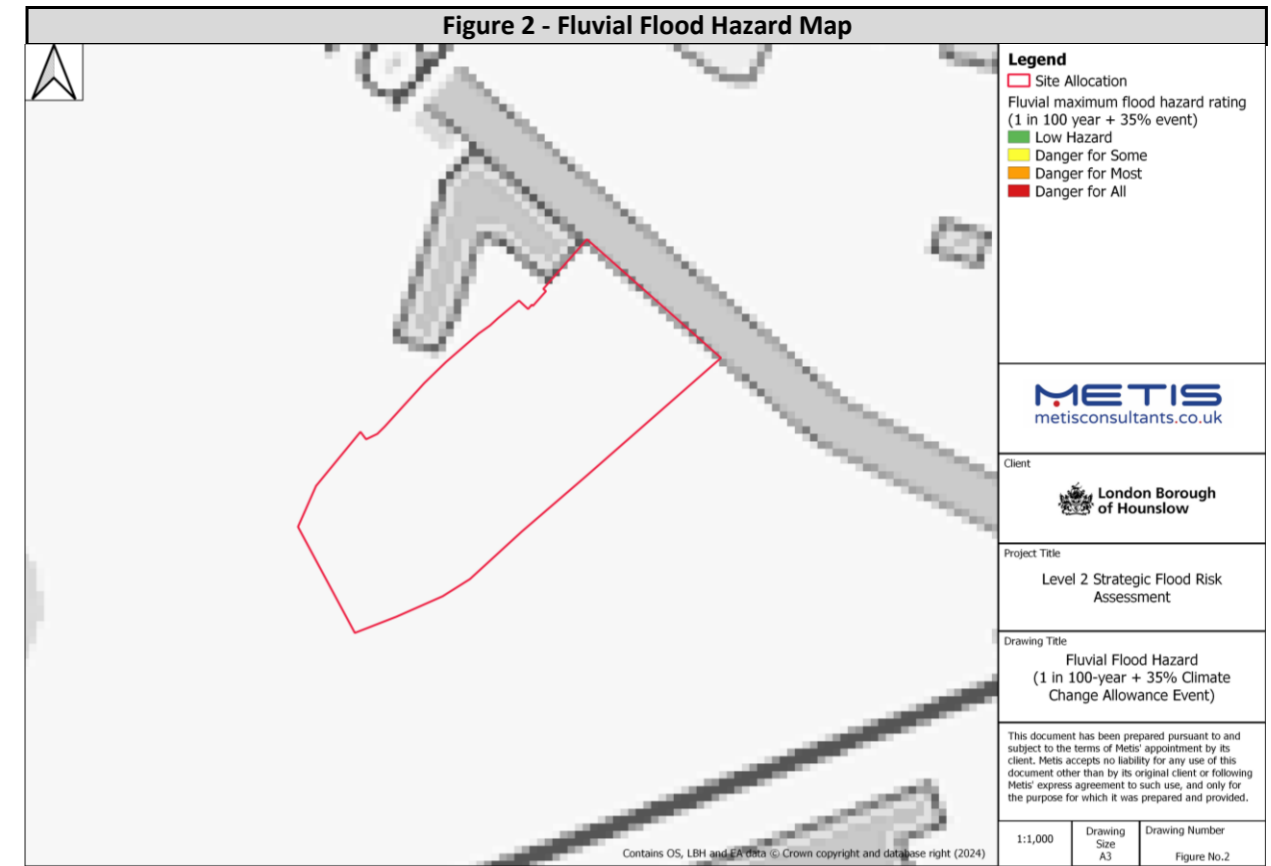 Figure 2 - Fluvial Flood Hazard Map
Legend
Site Allocation
Fluvial maximum flood hazard rating
(1 in 100 year + 35% event)
Low Hazard
Danger for Some
Danger for Most
Danger for All
METIS
metisconsultants.co.uk
Client
London Borough
of Hounslow
Project Title
Level 2 Strategic Flood Risk
Assessment
Drawing Title
Fluvial Flood Hazard
(1 in 100-year + 35% Climate
Change Allowance Event)
This document has been prepared pursuant to and
subject to the terms of Metis' appointment by its
client. Metis accepts no liability for any use of this
document other than by its original client or following
Metis' express agreement to such use, and only for
the purpose for which it was prepared and provided.
1:1,000
Drawing
Size
A3
Drawing Number
Figure No.2
Contains OS, LBH and EA data © Crown copyright and database right (2024)